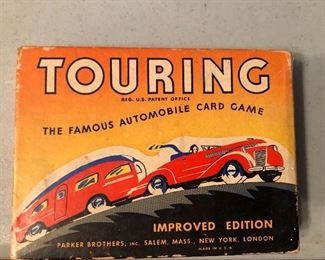 TOURING
REG. U.S. PATENT OFFICE
THE FAMOUS AUTOMOBILE CARD GAME
IMPROVED EDITION
PARKER BROTHERS, INC. SALEM, MASS., NEW YORK, LONDON
MADE IN U.S.A.